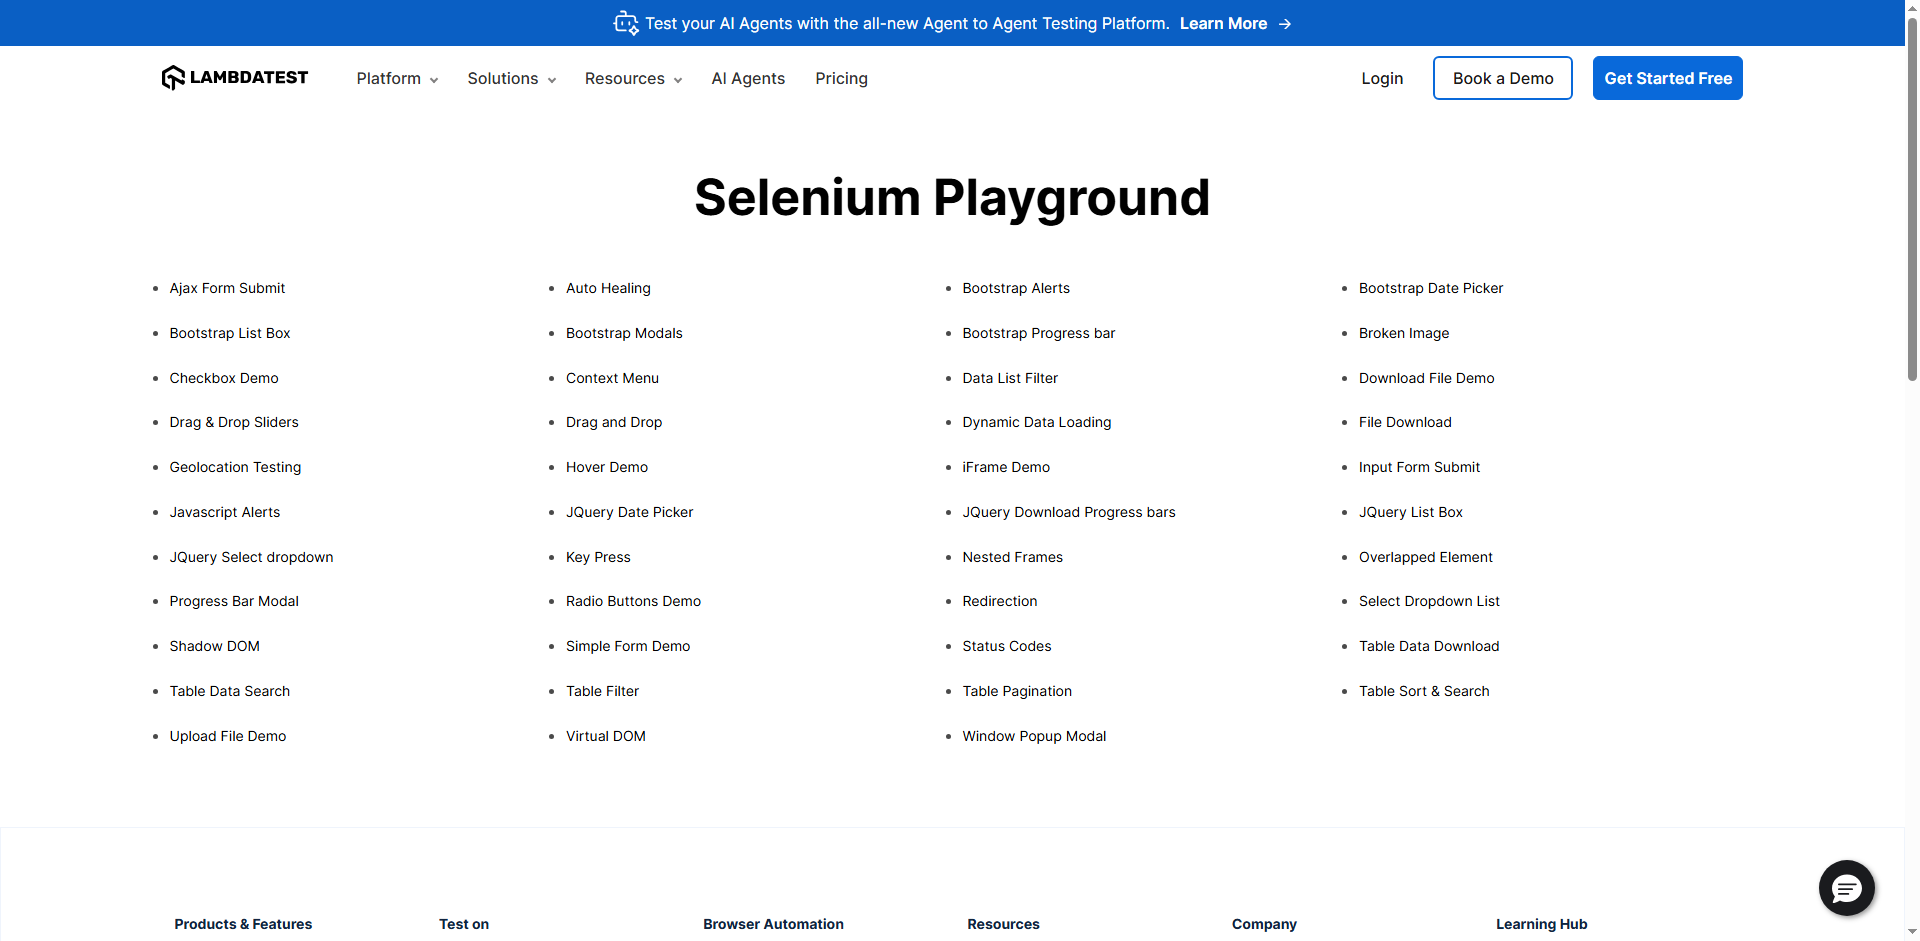 Test your AI Agents with the all-new Agent to Agent Testing Platform. Learn More →
LAMBDATEST Platform Solutions Resources AI Agents Pricing Login Book a Demo Get Started Free
Selenium Playground
Ajax Form Submit Auto Healing Bootstrap Alerts Bootstrap Date Picker
Bootstrap List Box Bootstrap Modals Bootstrap Progress bar Broken Image
Checkbox Demo Context Menu Data List Filter Download File Demo
Drag & Drop Sliders Drag and Drop Dynamic Data Loading File Download
Geolocation Testing Hover Demo iFrame Demo Input Form Submit
Javascript Alerts JQuery Date Picker JQuery Download Progress bars JQuery List Box
JQuery Select dropdown Key Press Nested Frames Overlapped Element
Progress Bar Modal Radio Buttons Demo Redirection Select Dropdown List
Shadow DOM Simple Form Demo Status Codes Table Data Download
Table Data Search Table Filter Table Pagination Table Sort & Search
Upload File Demo Virtual DOM Window Popup Modal
Products & Features Test on Browser Automation Resources Company Learning Hub